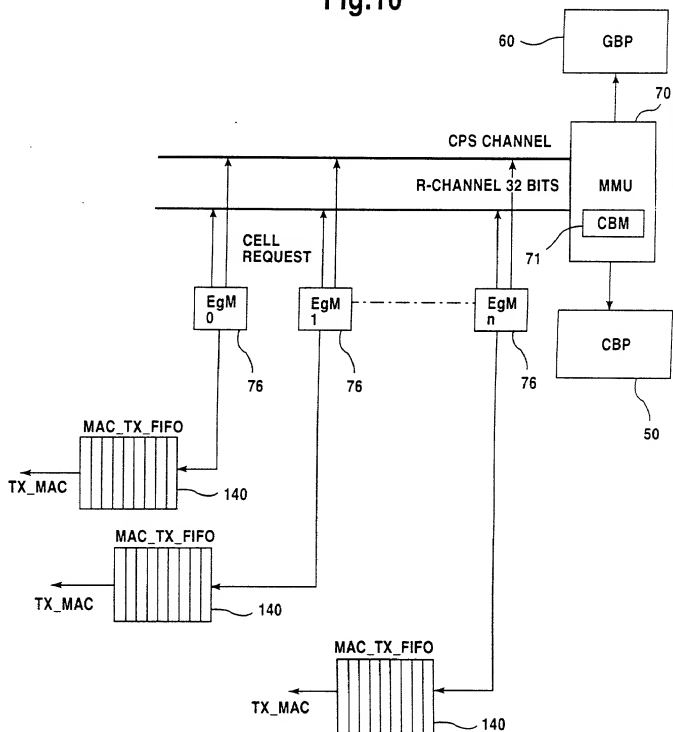 Fig.10
60
GBP
70
CPS CHANNEL
R-CHANNEL 32 BITS
MMU
CBM
71
CELL
REQUEST
EgM
0
EgM
1
EgM
n
76
76
76
CBP
50
MAC_TX_FIFO
TX_MAC
140
MAC_TX_FIFO
TX_MAC
140
MAC_TX_FIFO
TX_MAC
140